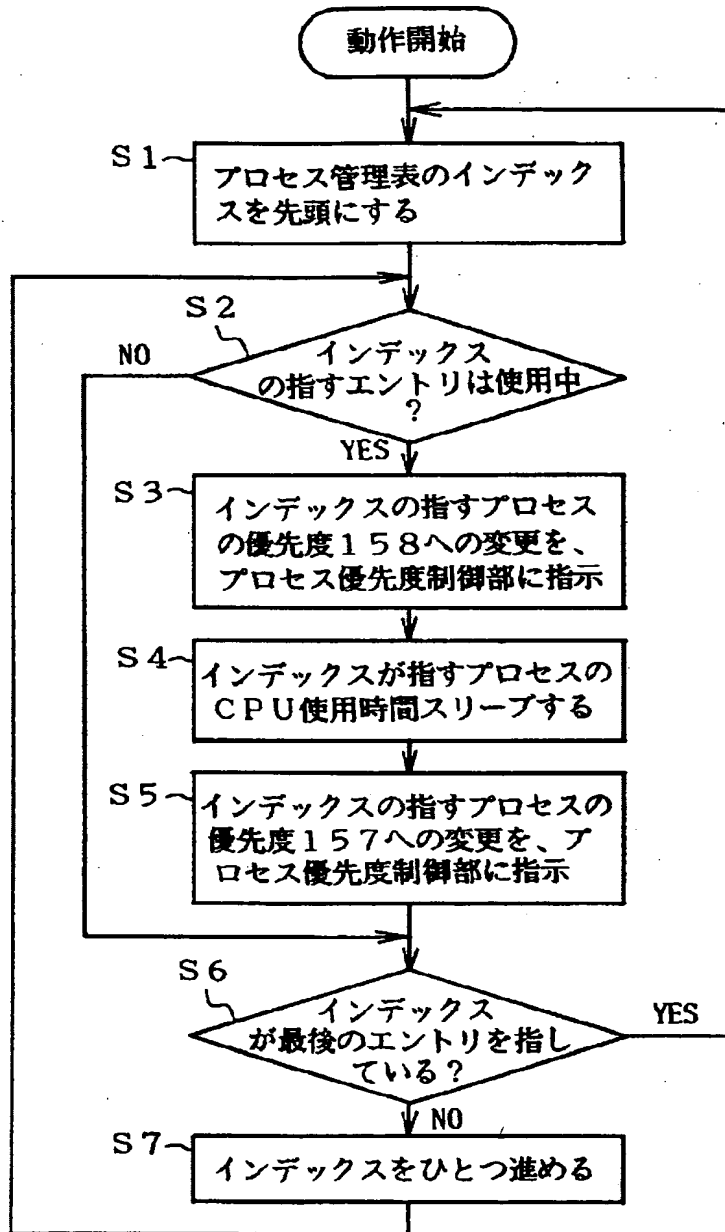 動作開始
S1
プロセス管理表のインデック
スを先頭にする
S2
NO
インデックス
の指すエントリは使用中
?
YES
S3
インデックスの指すプロセス
の優先度158への変更を、
プロセス優先度制御部に指示
S4
インデックスが指すプロセスの
CPU使用時間スリープする
S5
インデックスの指すプロセスの
優先度157への変更を、プ
ロセス優先度制御部に指示
S6
インデックス
が最後のエントリを指し
ている?
YES
NO
S7
インデックスをひとつ進める